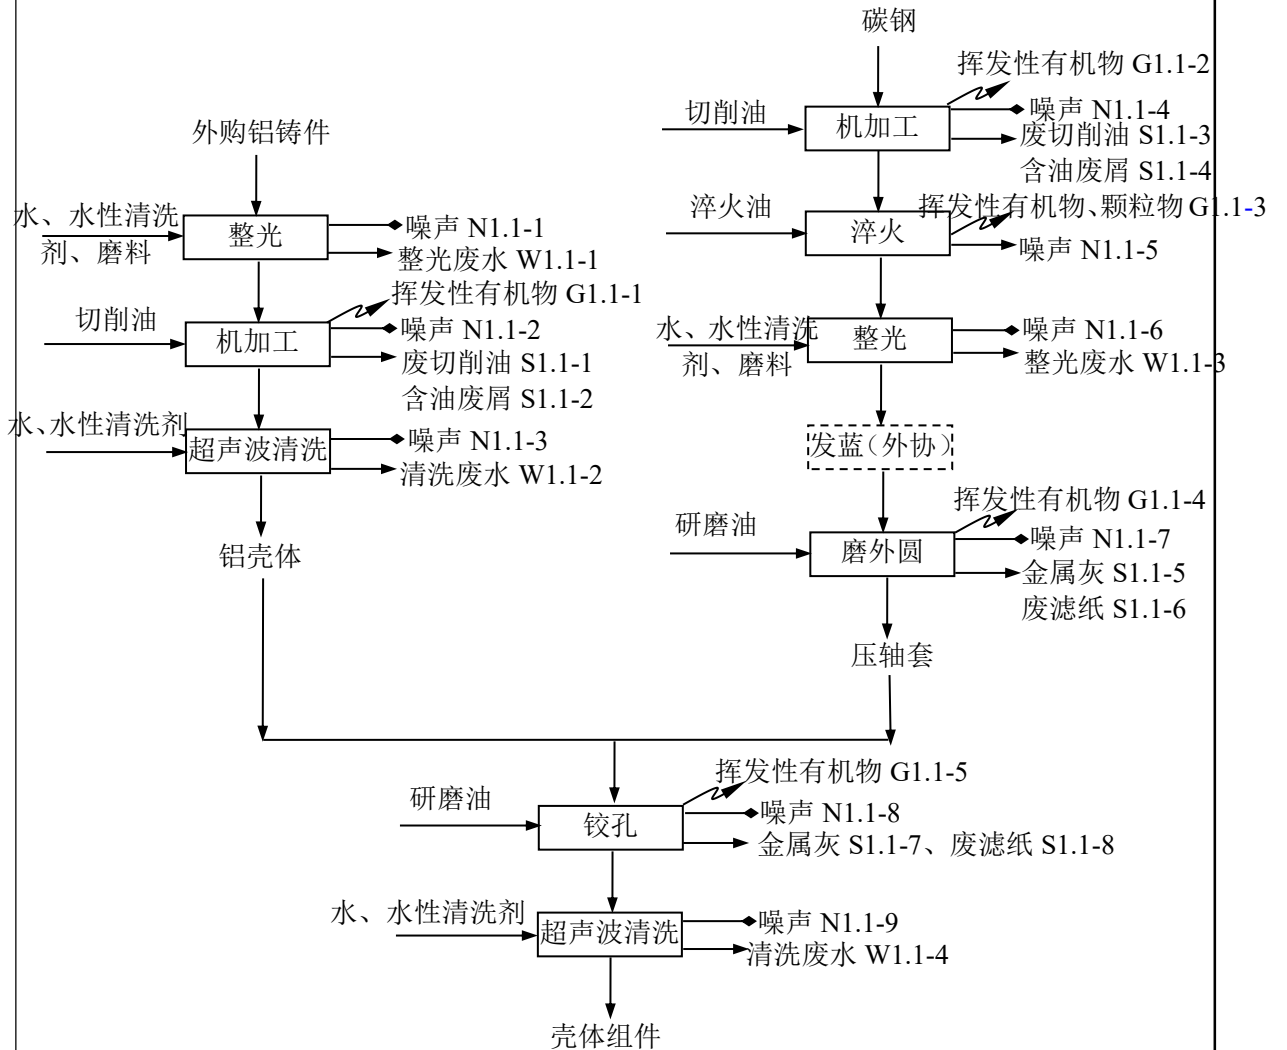 碳钢
挥发性有机物 G1.1-2
切削油
机加工
噪声 N1.1-4
废切削油 S1.1-3
含油废屑 S1.1-4
淬火油
淬火
挥发性有机物、颗粒物 G1.1-3
噪声 N1.1-5
水、水性清洗
剂、磨料
整光
噪声 N1.1-6
整光废水 W1.1-3
发蓝（外协）
挥发性有机物 G1.1-4
研磨油
磨外圆
噪声 N1.1-7
金属灰 S1.1-5
废滤纸 S1.1-6
压轴套
外购铝铸件
水、水性清洗
剂、磨料
整光
噪声 N1.1-1
整光废水 W1.1-1
挥发性有机物 G1.1-1
切削油
机加工
噪声 N1.1-2
废切削油 S1.1-1
含油废屑 S1.1-2
水、水性清洗剂
超声波清洗
噪声 N1.1-3
清洗废水 W1.1-2
铝壳体
挥发性有机物 G1.1-5
研磨油
铰孔
噪声 N1.1-8
金属灰 S1.1-7、废滤纸 S1.1-8
水、水性清洗剂
超声波清洗
噪声 N1.1-9
清洗废水 W1.1-4
壳体组件